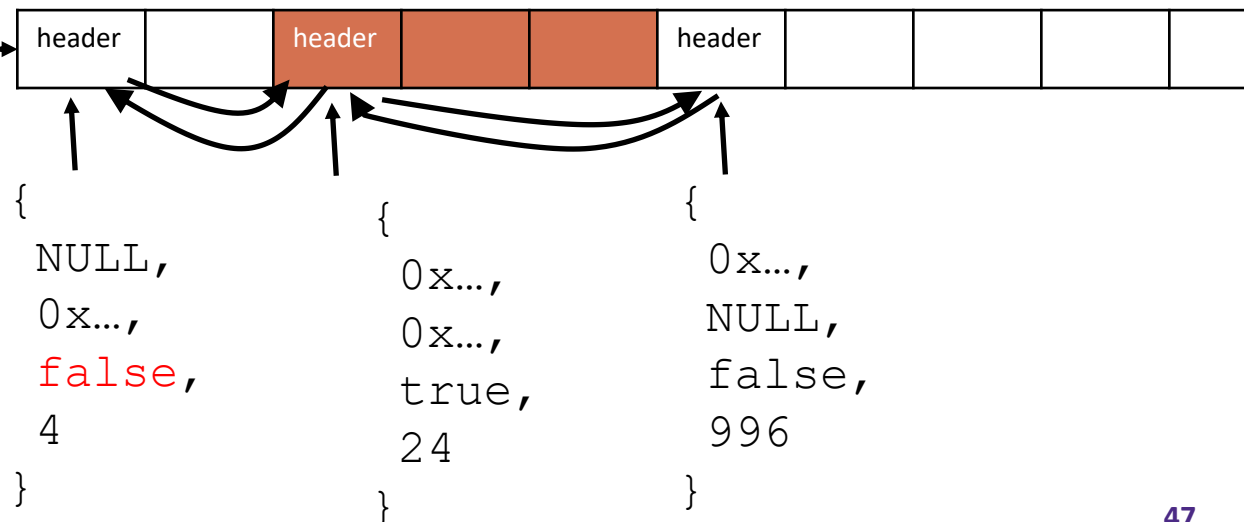 header header header
{
NULL,
0x…,
false,
4
}
{
0x…,
0x…,
true,
24
}
{
0x…,
NULL,
false,
996
}
47